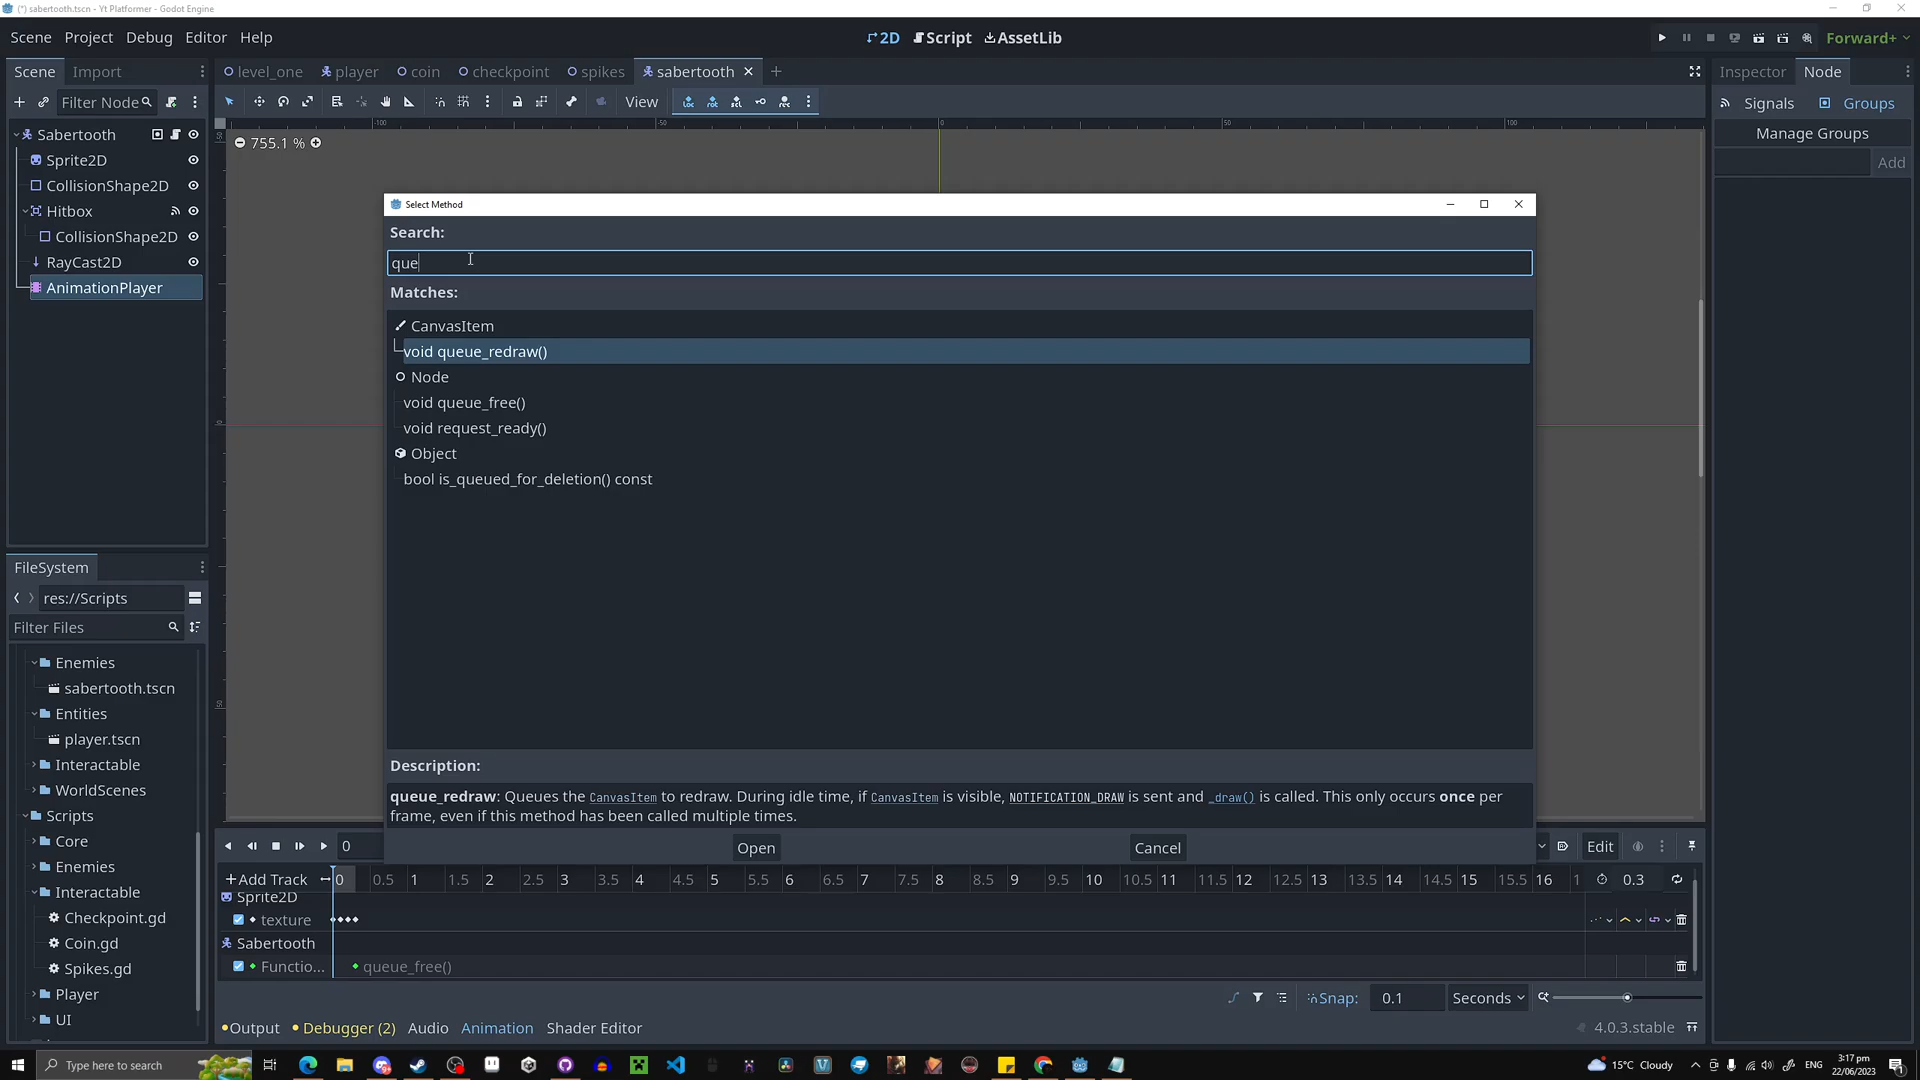 (*) sabertooth.tscn - Yt Platformer - Godot Engine
Scene Project Debug Editor Help
2D Script AssetLib
Forward+
Scene Import
level_one player coin checkpoint spikes sabertooth
Inspector Node
Filter Node
View
Signals Groups
Manage Groups
Add
755.1 %
-100 -50 0 50 100
Sabertooth
Sprite2D
CollisionShape2D
Hitbox
CollisionShape2D
RayCast2D
AnimationPlayer
Select Method
Search:
que
Matches:
CanvasItem
void queue_redraw()
Node
void queue_free()
void request_ready()
Object
bool is_queued_for_deletion() const
Description:
queue_redraw: Queues the CanvasItem to redraw. During idle time, if CanvasItem is visible, NOTIFICATION_DRAW is sent and _draw() is called. This only occurs once per
frame, even if this method has been called multiple times.
Open Cancel
FileSystem
res://Scripts
Filter Files
Enemies
sabertooth.tscn
Entities
player.tscn
Interactable
WorldScenes
Scripts
Core
Enemies
Interactable
Checkpoint.gd
Coin.gd
Spikes.gd
Player
UI
0
Edit
+Add Track 0 0.5 1 1.5 2 2.5 3 3.5 4 4.5 5 5.5 6 6.5 7 7.5 8 8.5 9 9.5 10 10.5 11 11.5 12 12.5 13 13.5 14 14.5 15 15.5 16 1 0.3
Sprite2D
texture
Sabertooth
Functio... queue_free()
Snap: 0.1 Seconds
Output Debugger (2) Audio Animation Shader Editor
4.0.3.stable
Type here to search
15°C Cloudy
ENG
3:17 pm
22/06/2023